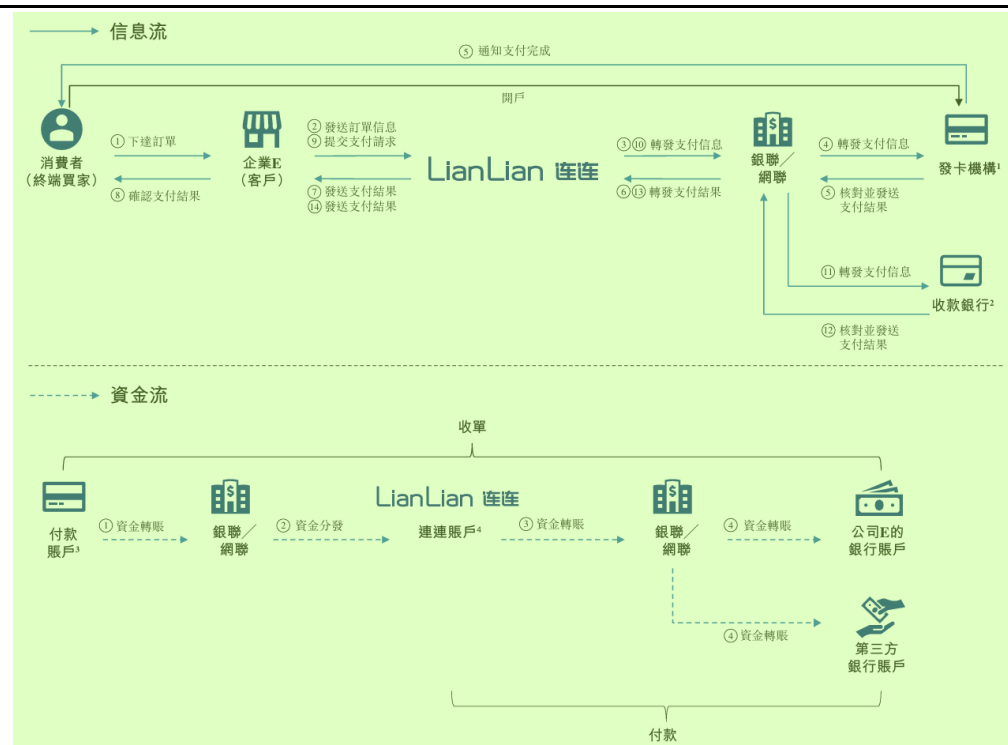 信息流
⑤ 通知支付完成
開戶
消費者
（終端買家）
① 下達訂單
⑧ 確認支付結果
企業E
（客戶）
② 發送訂單信息
⑨ 提交支付請求
⑦ 發送支付結果
⑭ 發送支付結果
LianLian 连连
③⑩ 轉發支付信息
⑥⑬ 轉發支付結果
銀聯／
網聯
④ 轉發支付信息
⑤ 核對並發送
支付結果
發卡機構¹
⑪ 轉發支付信息
收款銀行²
⑫ 核對並發送
支付結果
資金流
收單
付款
賬戶³
① 資金轉賬
銀聯／
網聯
② 資金分發
LianLian 连连
連連賬戶⁴
③ 資金轉賬
銀聯／
網聯
④ 資金轉賬
公司E的
銀行賬戶
④ 資金轉賬
第三方
銀行賬戶
付款